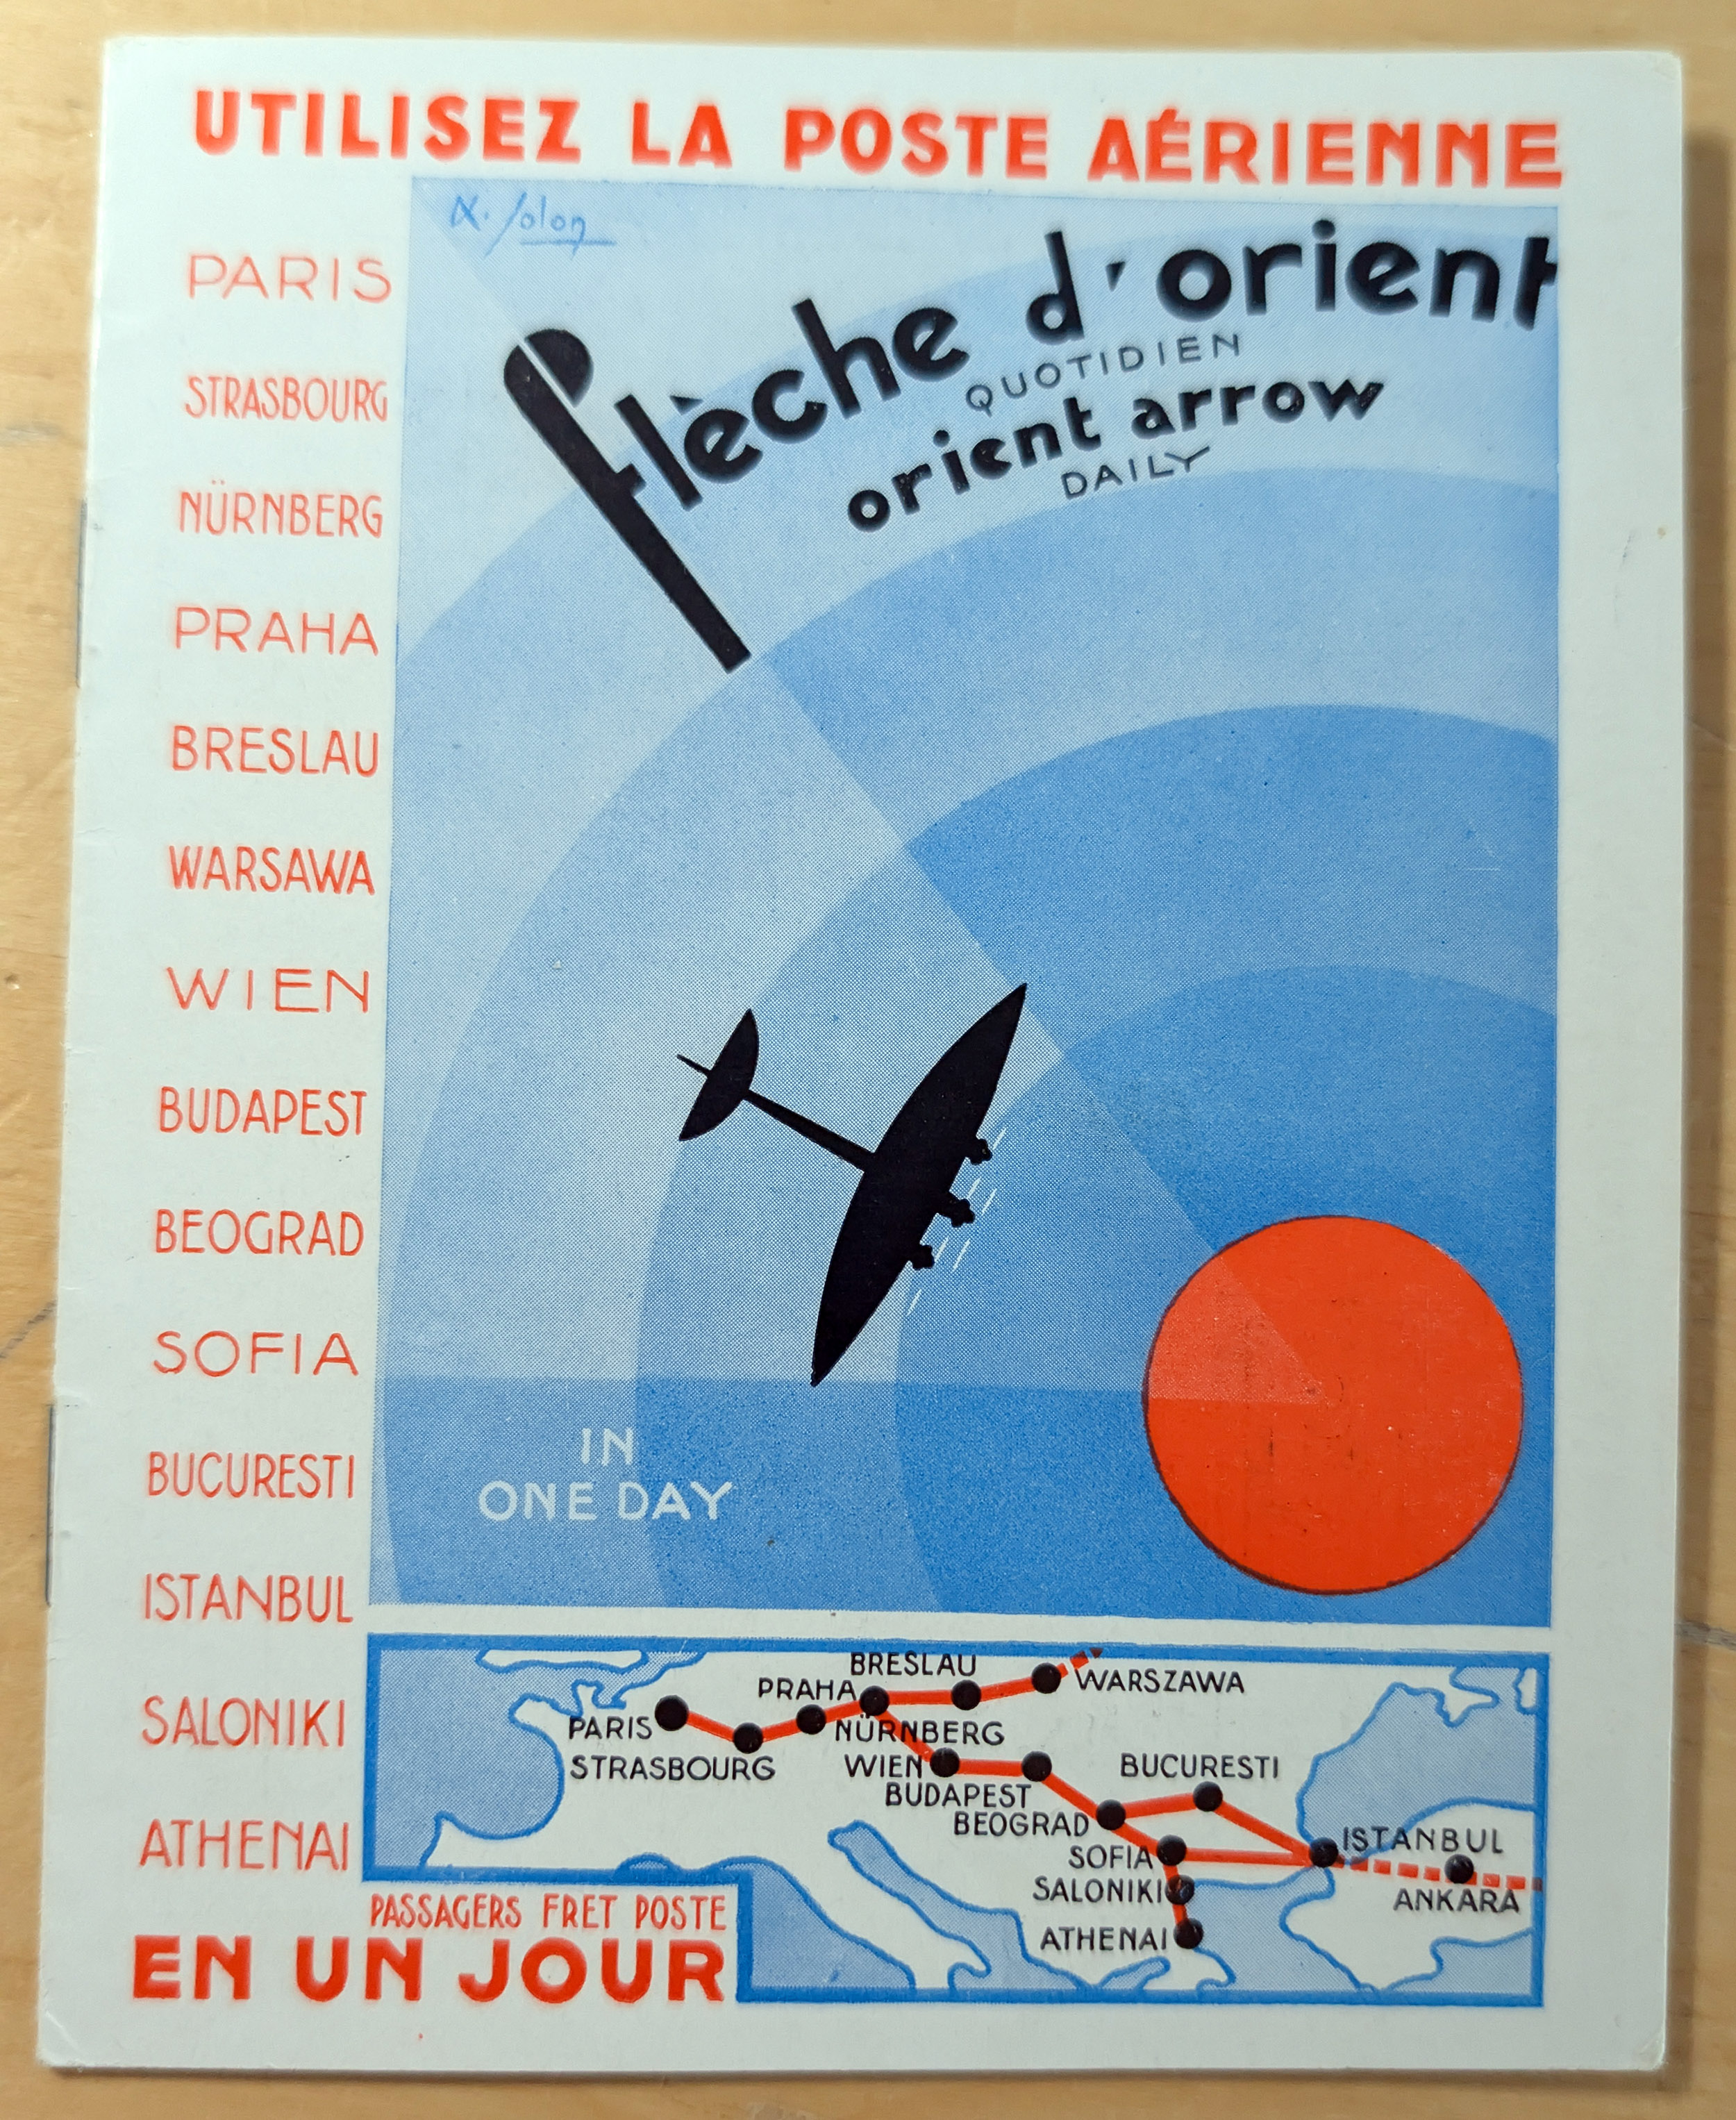 UTILISEZ LA POSTE AÉRIENNE
A. Solon
flèche d'orient
QUOTIDIEN
orient arrow
DAILY
PARIS
STRASBOURG
NÜRNBERG
PRAHA
BRESLAU
WARSAWA
WIEN
BUDAPEST
BEOGRAD
SOFIA
BUCURESTI
ISTANBUL
SALONIKI
ATHENAI
IN
ONE DAY
BRESLAU
PRAHA
WARSZAWA
PARIS
NÜRNBERG
STRASBOURG
WIEN
BUCURESTI
BUDAPEST
BEOGRAD
ISTANBUL
SOFIA
SALONIKI
ANKARA
ATHENAI
PASSAGERS FRET POSTE
EN UN JOUR